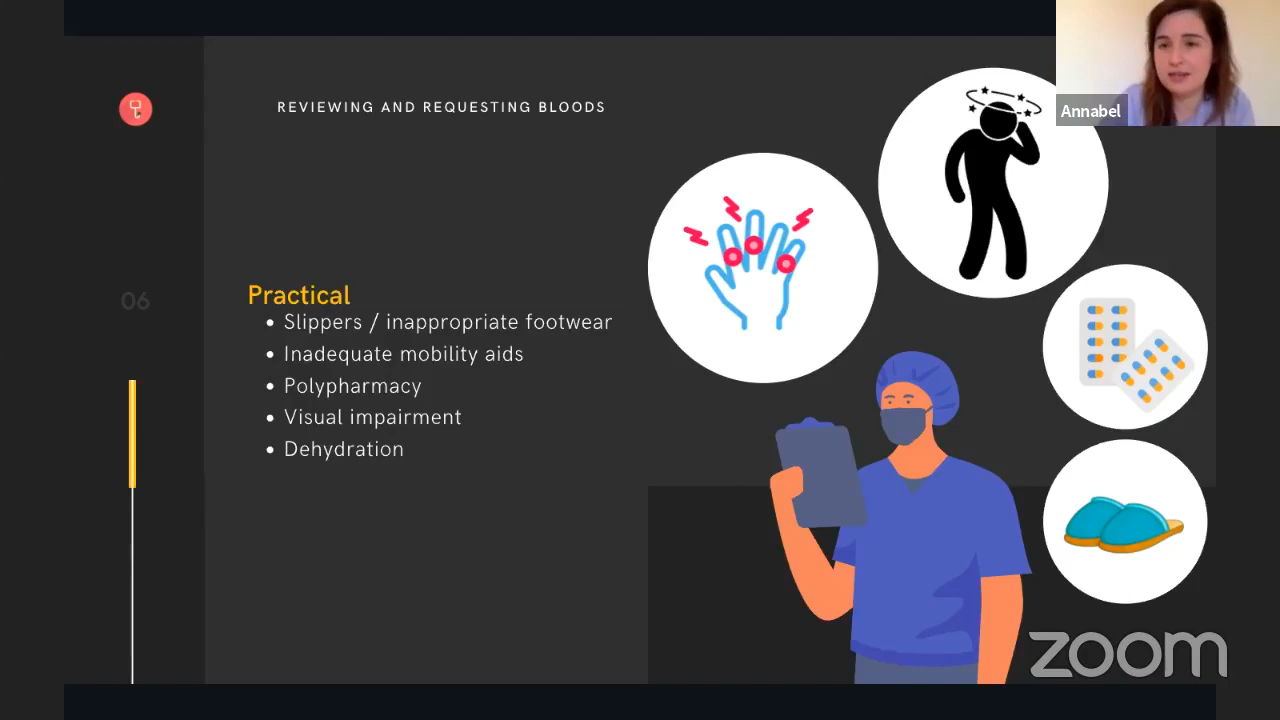 REVIEWING AND REQUESTING BLOODS
Annabel
06
Practical
Slippers / inappropriate footwear
Inadequate mobility aids
Polypharmacy
Visual impairment
Dehydration
zoom